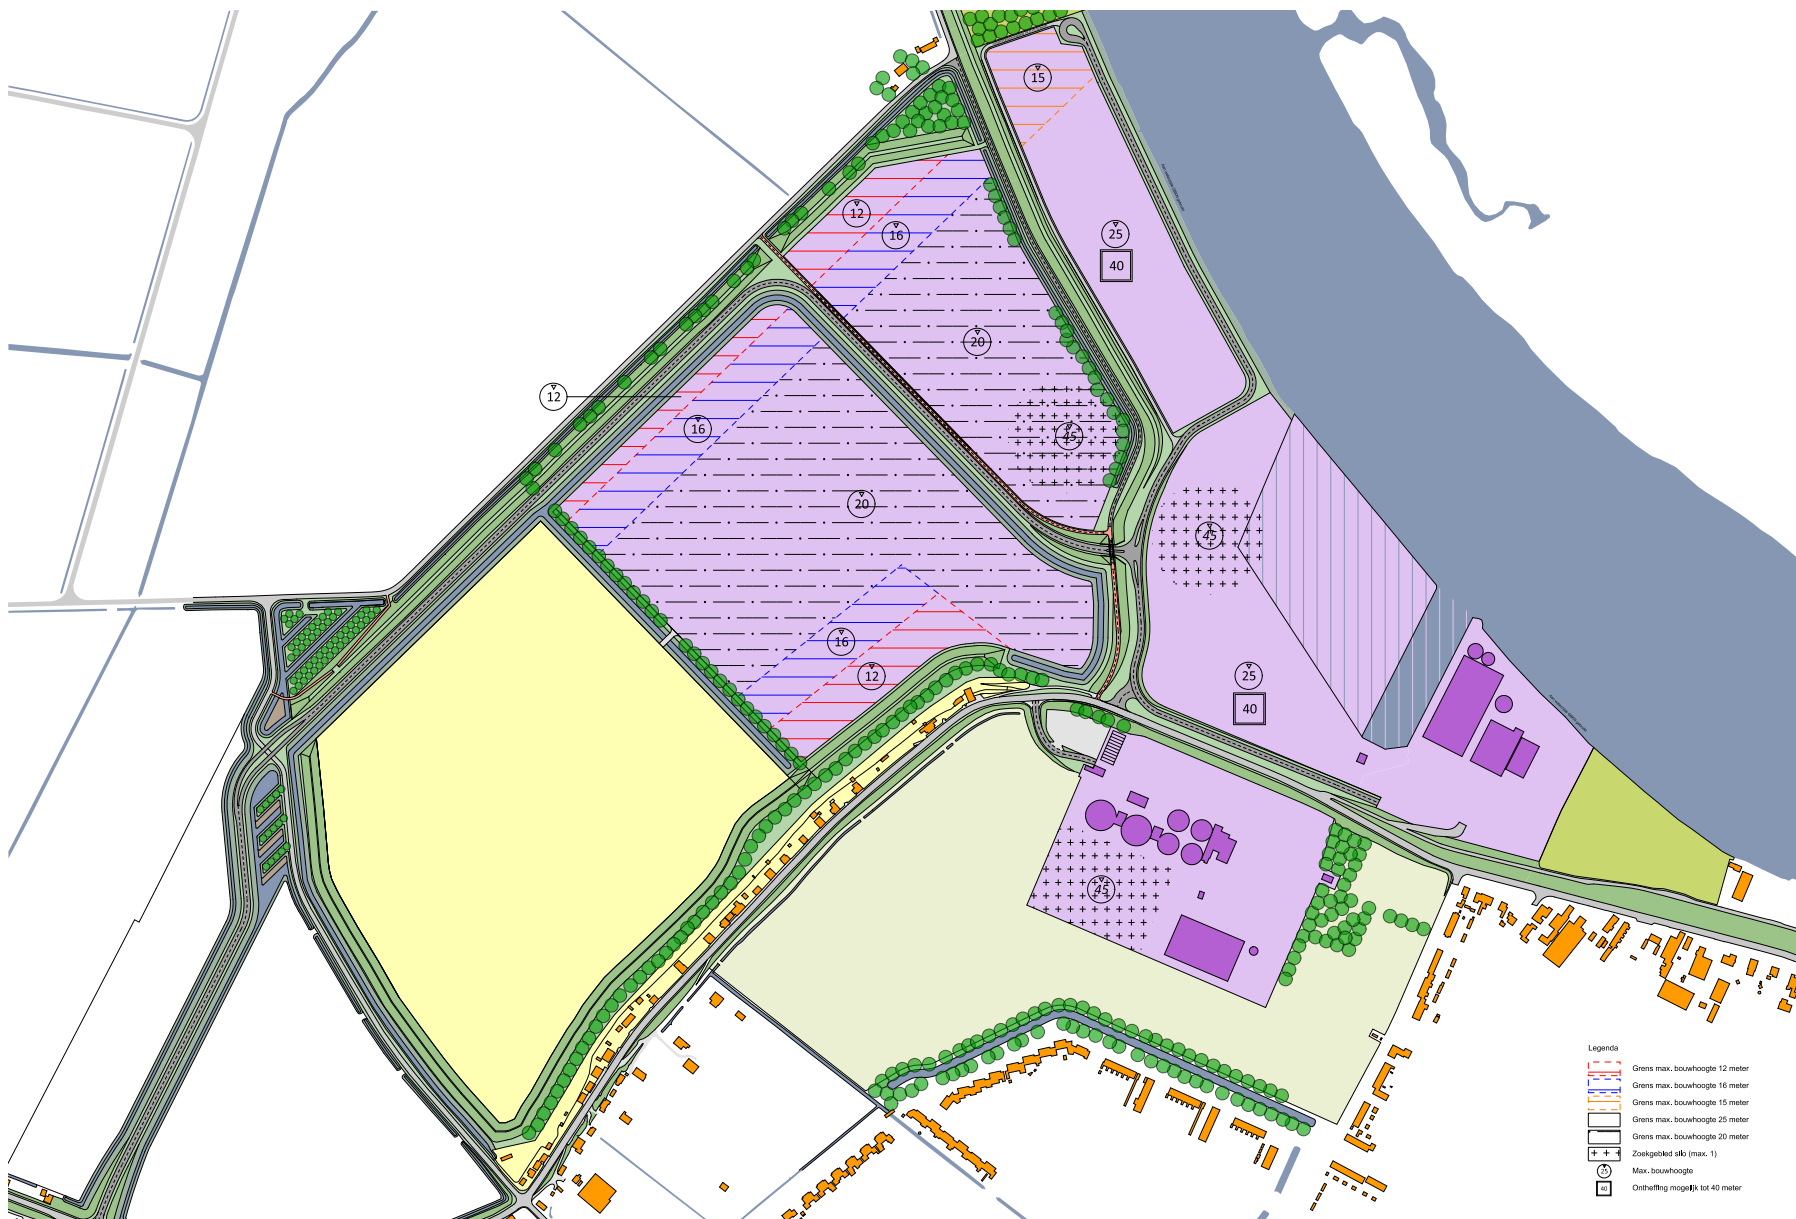 15
12
16
25
40
20
12
16
45
20
45
16
12
25
40
45
Legenda
Grens max. bouwhoogte 12 meter
Grens max. bouwhoogte 16 meter
Grens max. bouwhoogte 15 meter
Grens max. bouwhoogte 25 meter
Grens max. bouwhoogte 20 meter
Zoekgebied silo (max. 1)
25 Max. bouwhoogte
40 Ontheffing mogelijk tot 40 meter